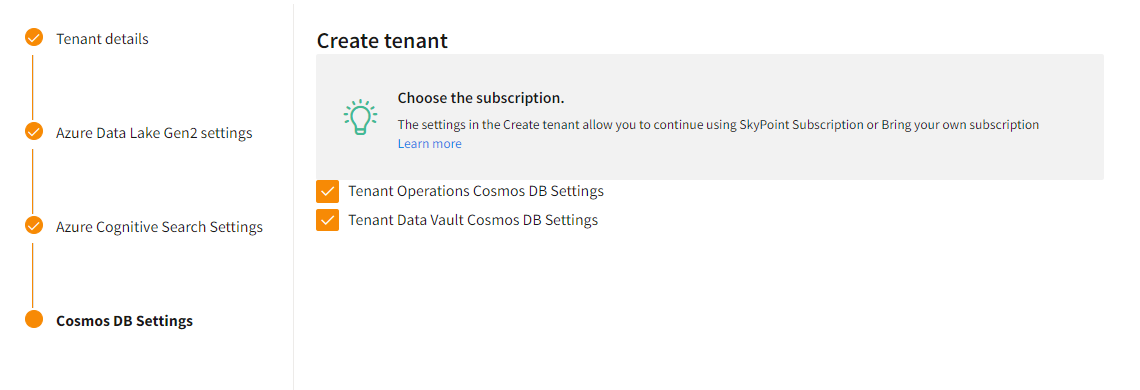 Tenant details
Azure Data Lake Gen2 settings
Azure Cognitive Search Settings
Cosmos DB Settings
Create tenant
Choose the subscription.
The settings in the Create tenant allow you to continue using SkyPoint Subscription or Bring your own subscription
Learn more
Tenant Operations Cosmos DB Settings
Tenant Data Vault Cosmos DB Settings